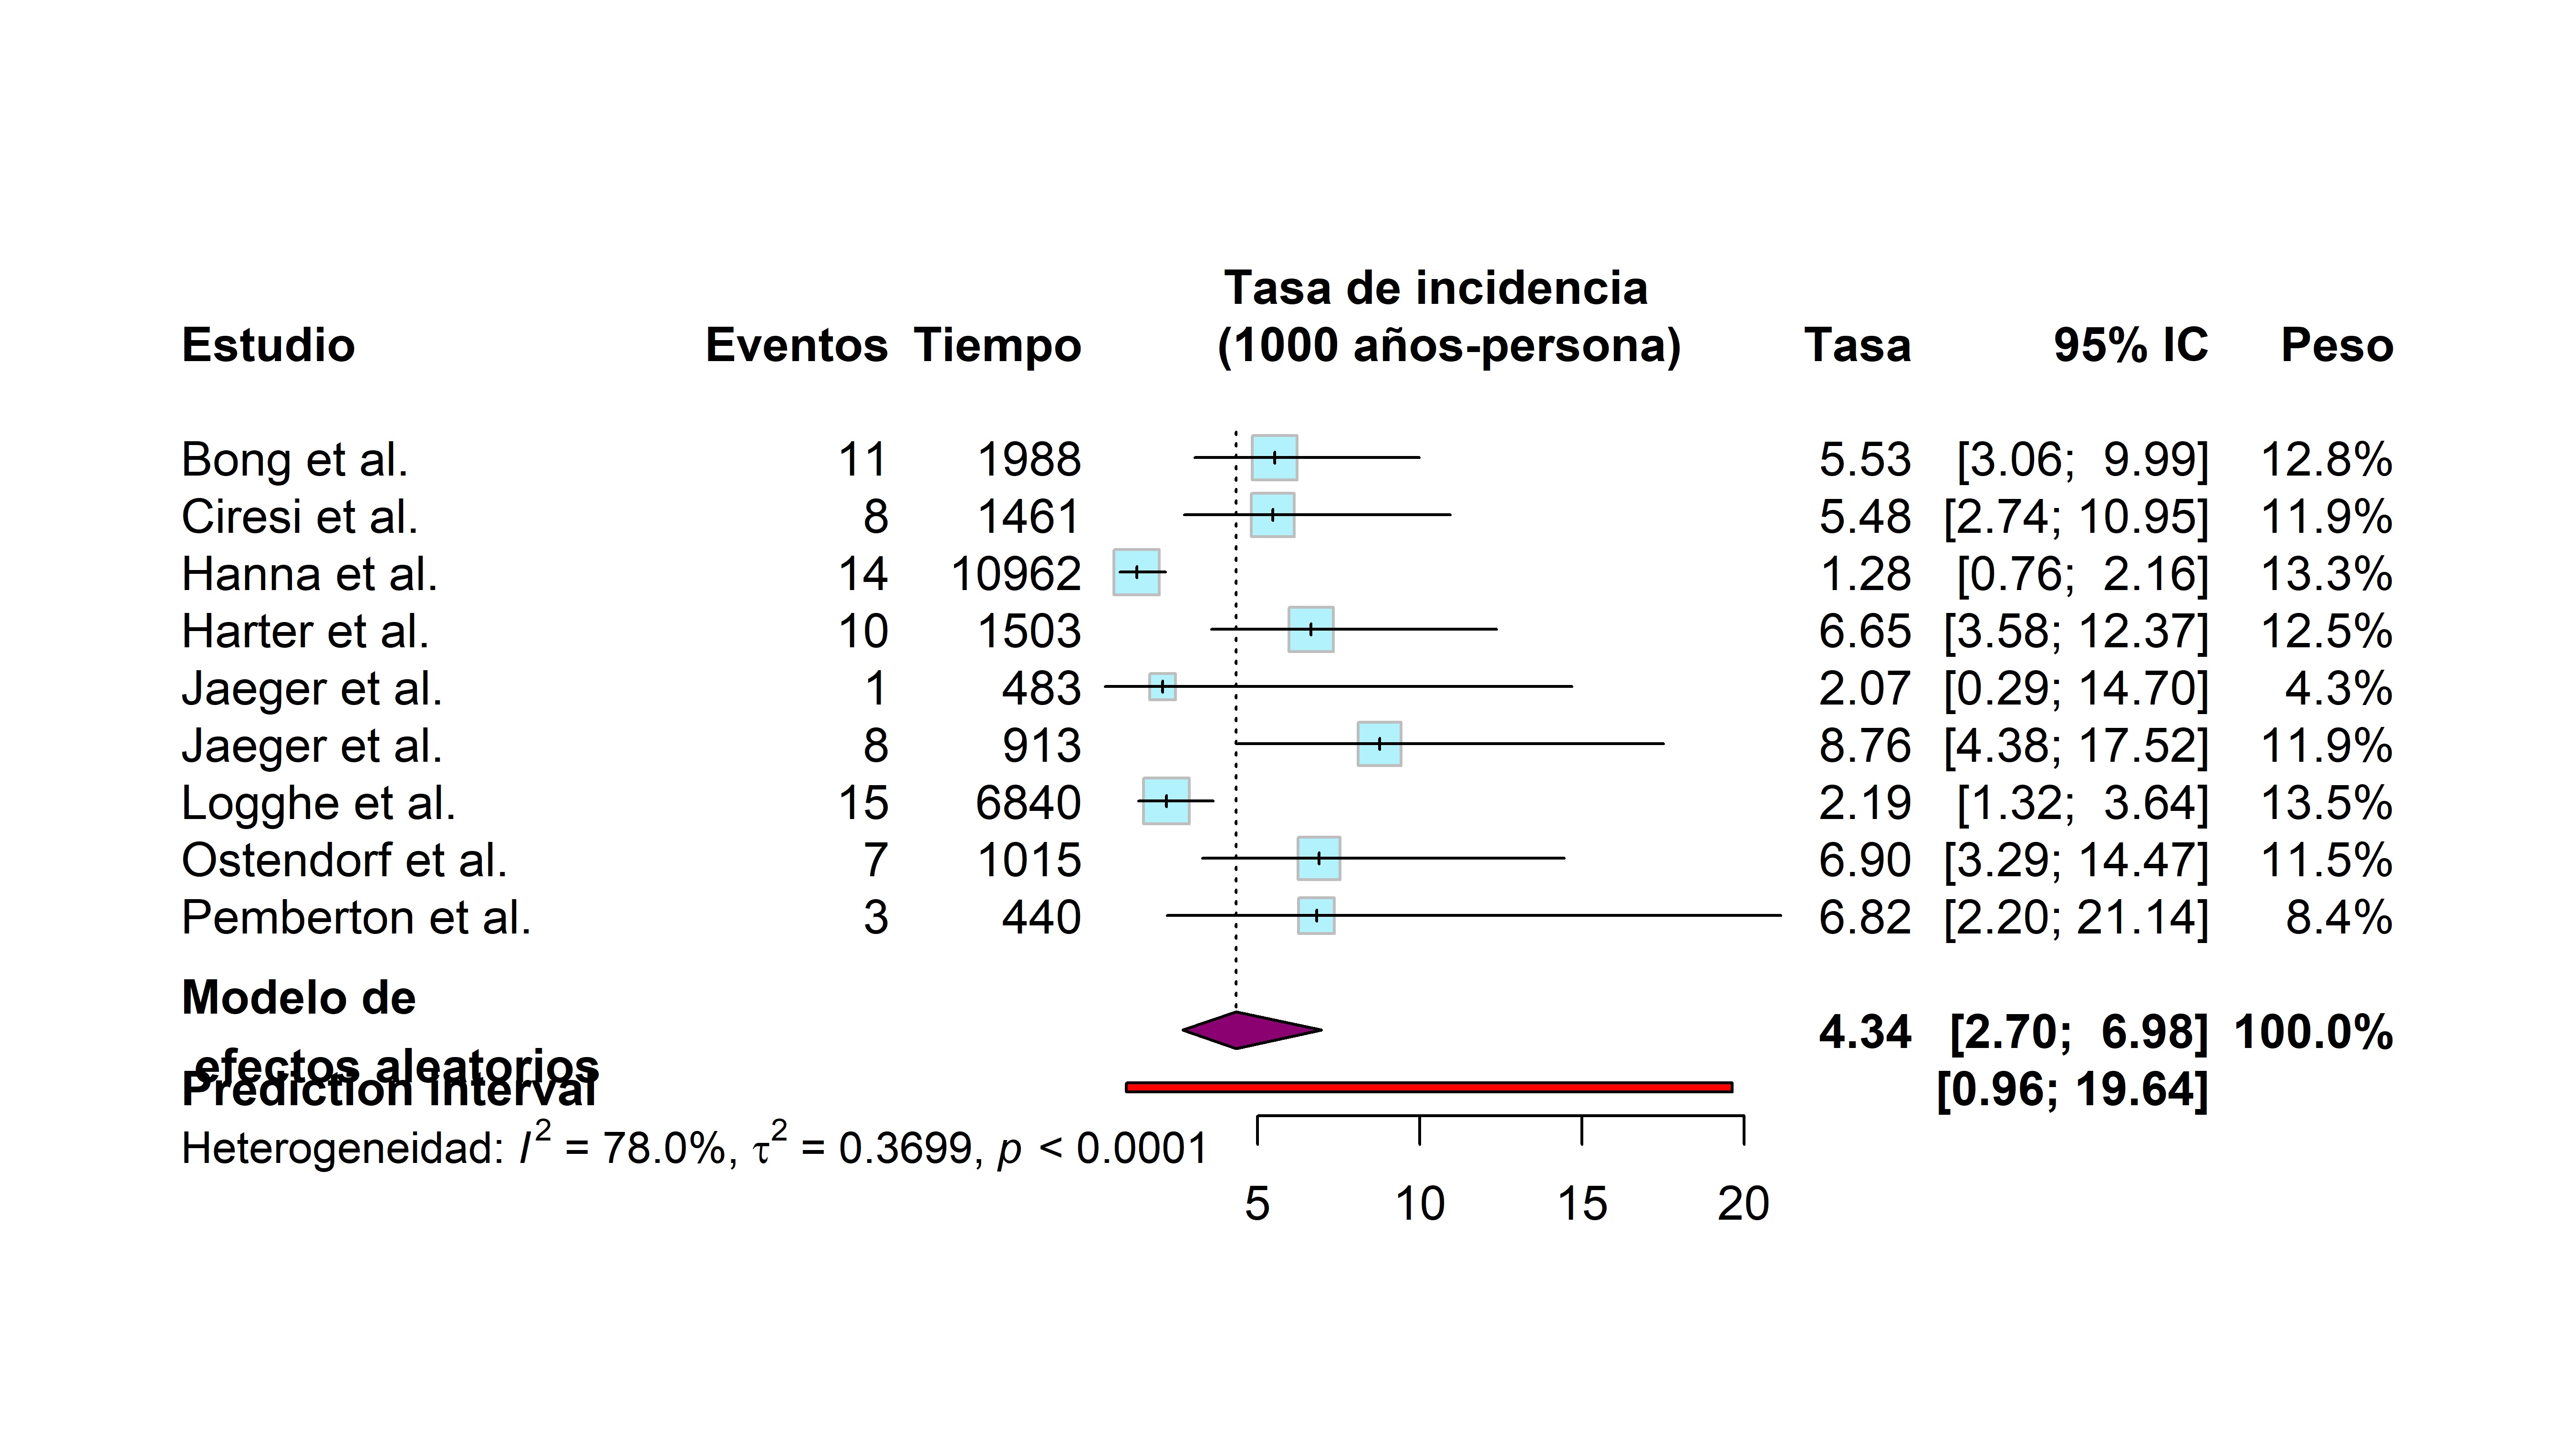 Tasa de incidencia
Estudio Eventos Tiempo (1000 años-persona) Tasa 95% IC Peso
Bong et al. 11 1988 5.53 [3.06; 9.99] 12.8%
Ciresi et al. 8 1461 5.48 [2.74; 10.95] 11.9%
Hanna et al. 14 10962 1.28 [0.76; 2.16] 13.3%
Harter et al. 10 1503 6.65 [3.58; 12.37] 12.5%
Jaeger et al. 1 483 2.07 [0.29; 14.70] 4.3%
Jaeger et al. 8 913 8.76 [4.38; 17.52] 11.9%
Logghe et al. 15 6840 2.19 [1.32; 3.64] 13.5%
Ostendorf et al. 7 1015 6.90 [3.29; 14.47] 11.5%
Pemberton et al. 3 440 6.82 [2.20; 21.14] 8.4%
Modelo de
efectos aleatorios 4.34 [2.70; 6.98] 100.0%
Prediction interval [0.96; 19.64]
Heterogeneidad: I² = 78.0%, τ² = 0.3699, p < 0.0001
5 10 15 20